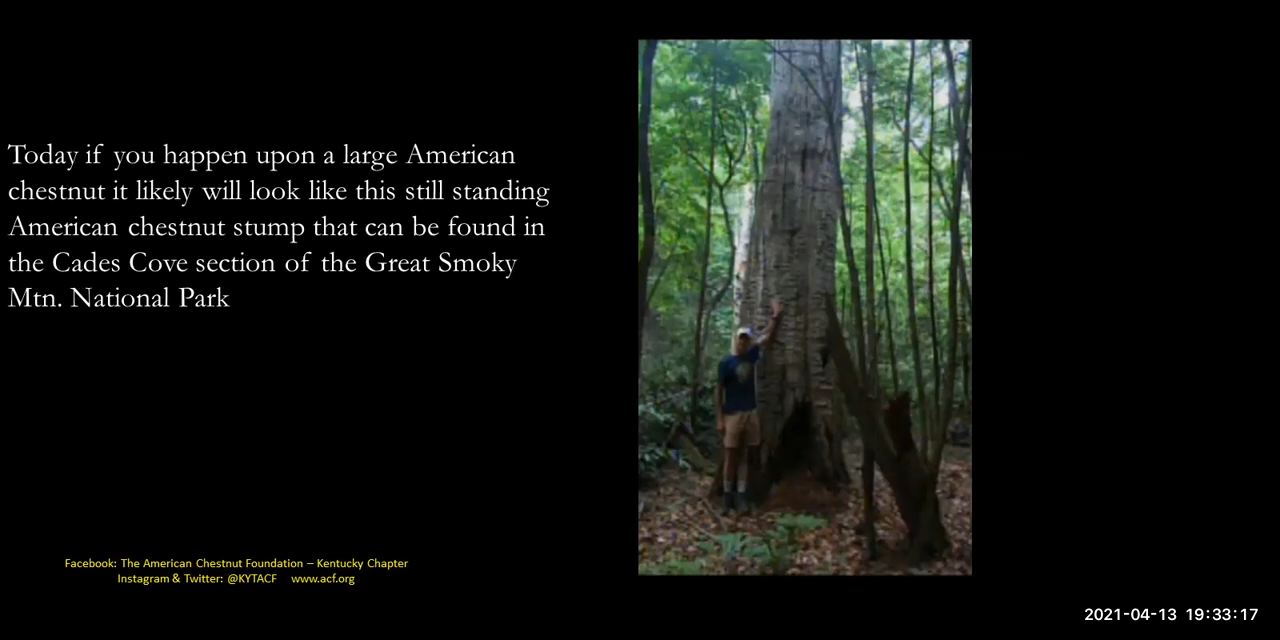 Today if you happen upon a large American
chestnut it likely will look like this still standing
American chestnut stump that can be found in
the Cades Cove section of the Great Smoky
Mtn. National Park
Facebook: The American Chestnut Foundation – Kentucky Chapter
Instagram & Twitter: @KYTACF www.acf.org
2021-04-13 19:33:17